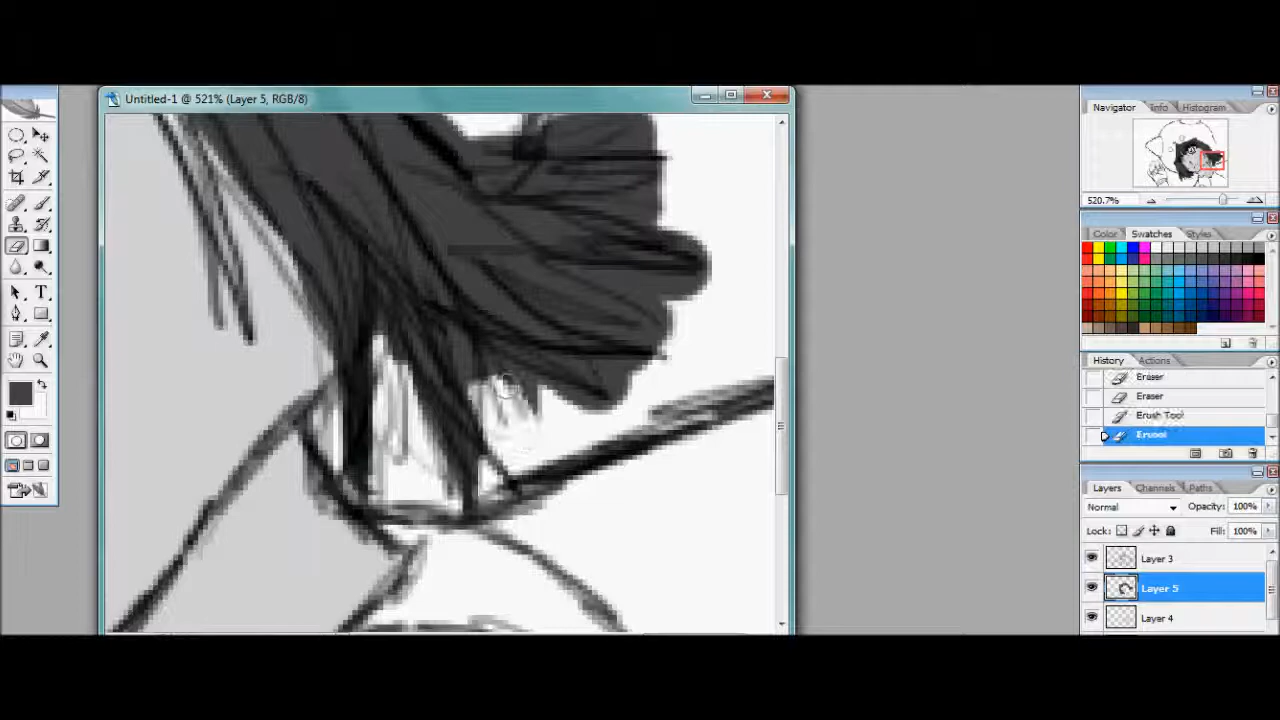 Untitled-1 @ 521% (Layer 5, RGB/8)
Navigator Info Histogram
520.7%
Color Swatches Styles
History Actions
Eraser
Eraser
Brush Tool
Eraser
Layers Channels Paths
Normal Opacity: 100%
Lock: Fill: 100%
Layer 3
Layer 5
Layer 4
T